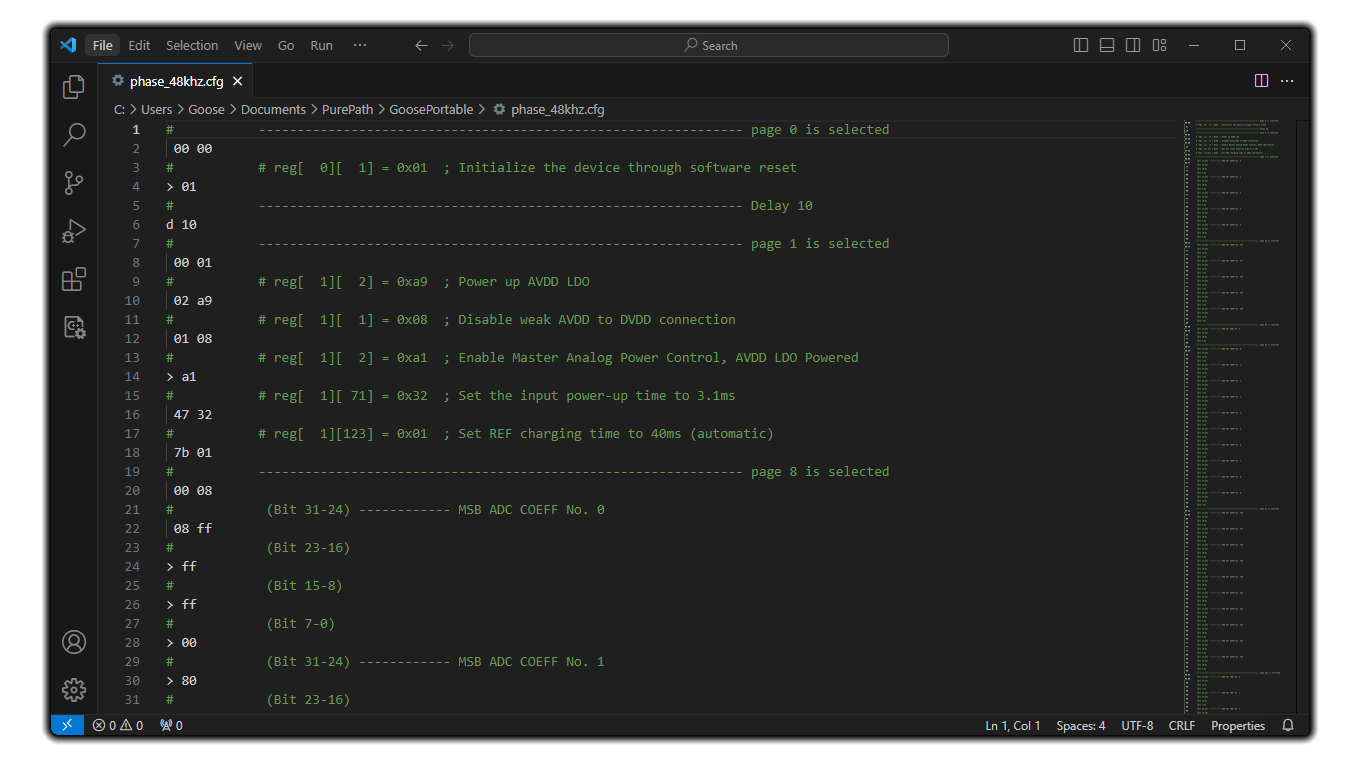 File Edit Selection View Go Run ··· Search
phase_48khz.cfg
C: > Users > Goose > Documents > PurePath > GoosePortable > phase_48khz.cfg
1 # --------------------------------------------------------------- page 0 is selected
2 00 00
3 # # reg[  0][  1] = 0x01  ; Initialize the device through software reset
4 > 01
5 # --------------------------------------------------------------- Delay 10
6 d 10
7 # --------------------------------------------------------------- page 1 is selected
8 00 01
9 # # reg[  1][  2] = 0xa9  ; Power up AVDD LDO
10 02 a9
11 # # reg[  1][  1] = 0x08  ; Disable weak AVDD to DVDD connection
12 01 08
13 # # reg[  1][  2] = 0xa1  ; Enable Master Analog Power Control, AVDD LDO Powered
14 > a1
15 # # reg[  1][ 71] = 0x32  ; Set the input power-up time to 3.1ms
16 47 32
17 # # reg[  1][123] = 0x01  ; Set REF charging time to 40ms (automatic)
18 7b 01
19 # --------------------------------------------------------------- page 8 is selected
20 00 08
21 # (Bit 31-24) ------------ MSB ADC COEFF No. 0
22 08 ff
23 # (Bit 23-16)
24 > ff
25 # (Bit 15-8)
26 > ff
27 # (Bit 7-0)
28 > 00
29 # (Bit 31-24) ------------ MSB ADC COEFF No. 1
30 > 80
31 # (Bit 23-16)
0 0 0 Ln 1, Col 1 Spaces: 4 UTF-8 CRLF Properties